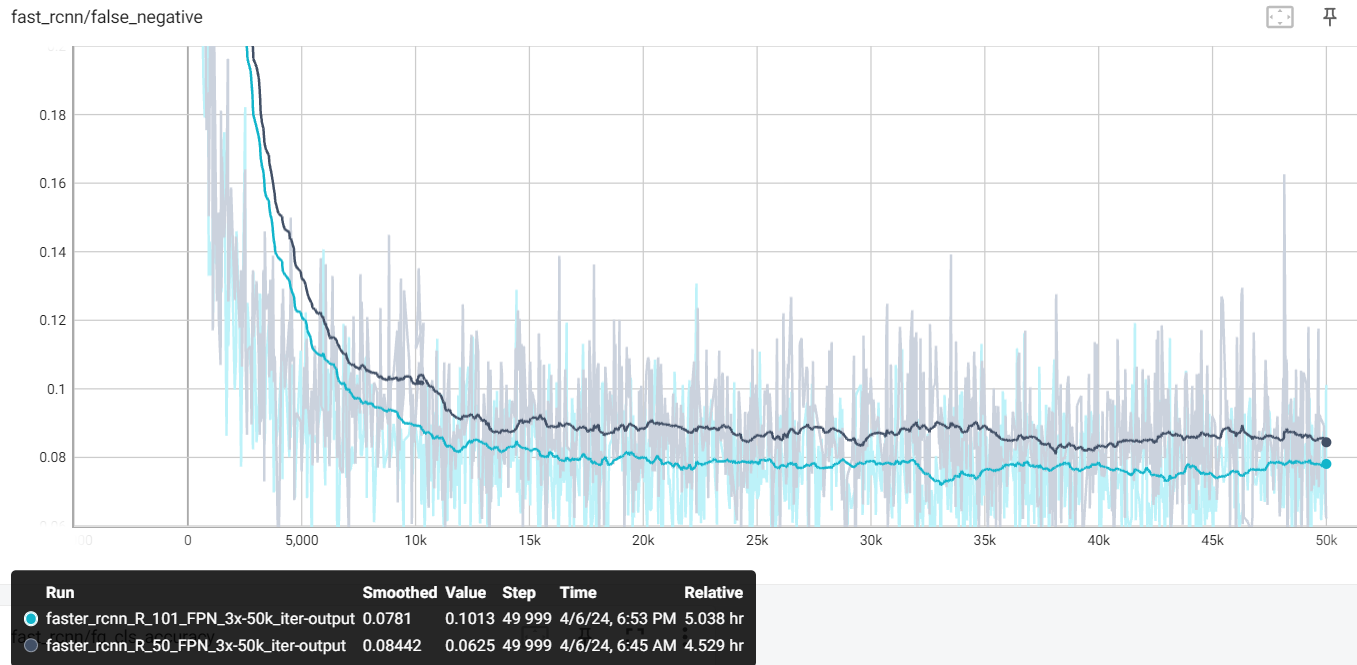 fast_rcnn/false_negative
0.18
0.16
0.14
0.12
0.1
0.08
0 5,000 10k 15k 20k 25k 30k 35k 40k 45k 50k
Run Smoothed Value Step Time Relative
faster_rcnn_R_101_FPN_3x-50k_iter-output 0.0781 0.1013 49 999 4/6/24, 6:53 PM 5.038 hr
faster_rcnn_R_50_FPN_3x-50k_iter-output 0.08442 0.0625 49 999 4/6/24, 6:45 AM 4.529 hr
fast_rcnn/fg_cls_accuracy